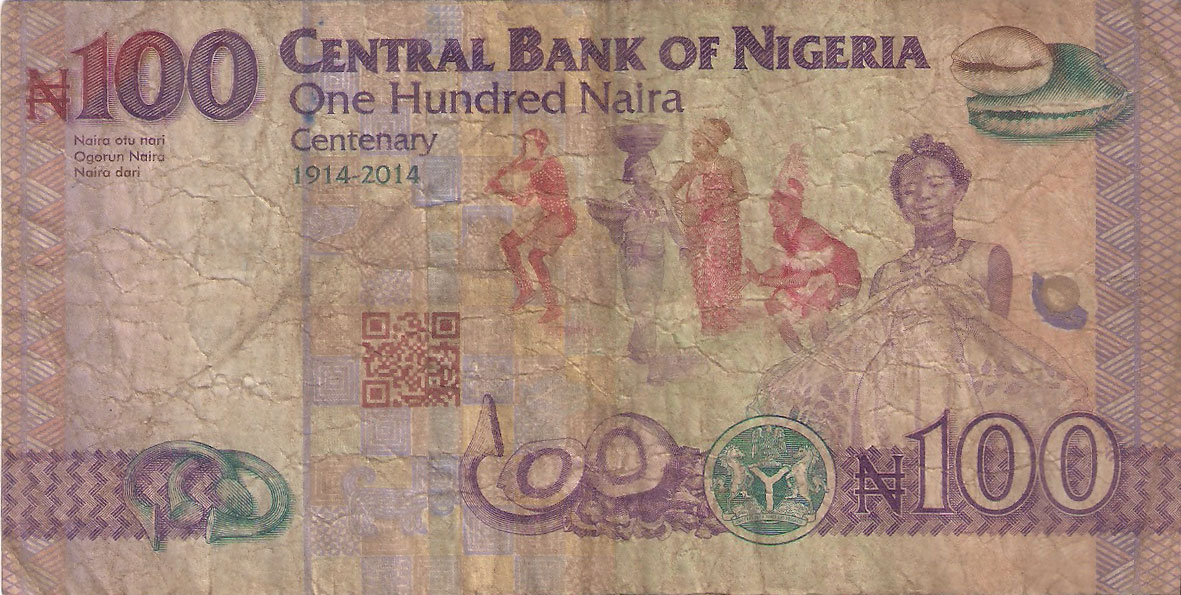 ₦100
CENTRAL BANK OF NIGERIA
One Hundred Naira
Naira otu nari
Ogorun Naira
Naira dari
Centenary
1914-2014
₦100